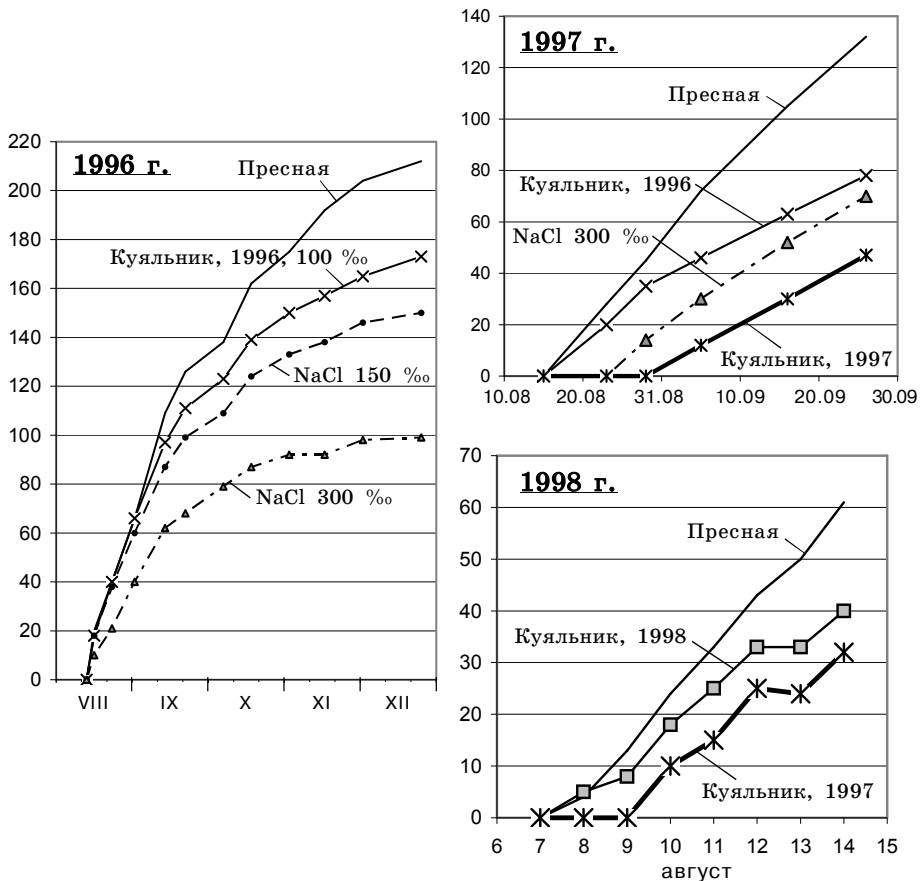 1996 г.
220
200
180
160
140
120
100
80
60
40
20
0
Пресная
Куяльник, 1996, 100 ‰
NaCl 150 ‰
NaCl 300 ‰
VIII IX X XI XII
1997 г.
140
120
100
80
60
40
20
0
Пресная
Куяльник, 1996
NaCl 300 ‰
Куяльник, 1997
10.08 20.08 31.08 10.09 20.09 30.09
1998 г.
70
60
50
40
30
20
10
0
Пресная
Куяльник, 1998
Куяльник, 1997
6 7 8 9 10 11 12 13 14 15
август